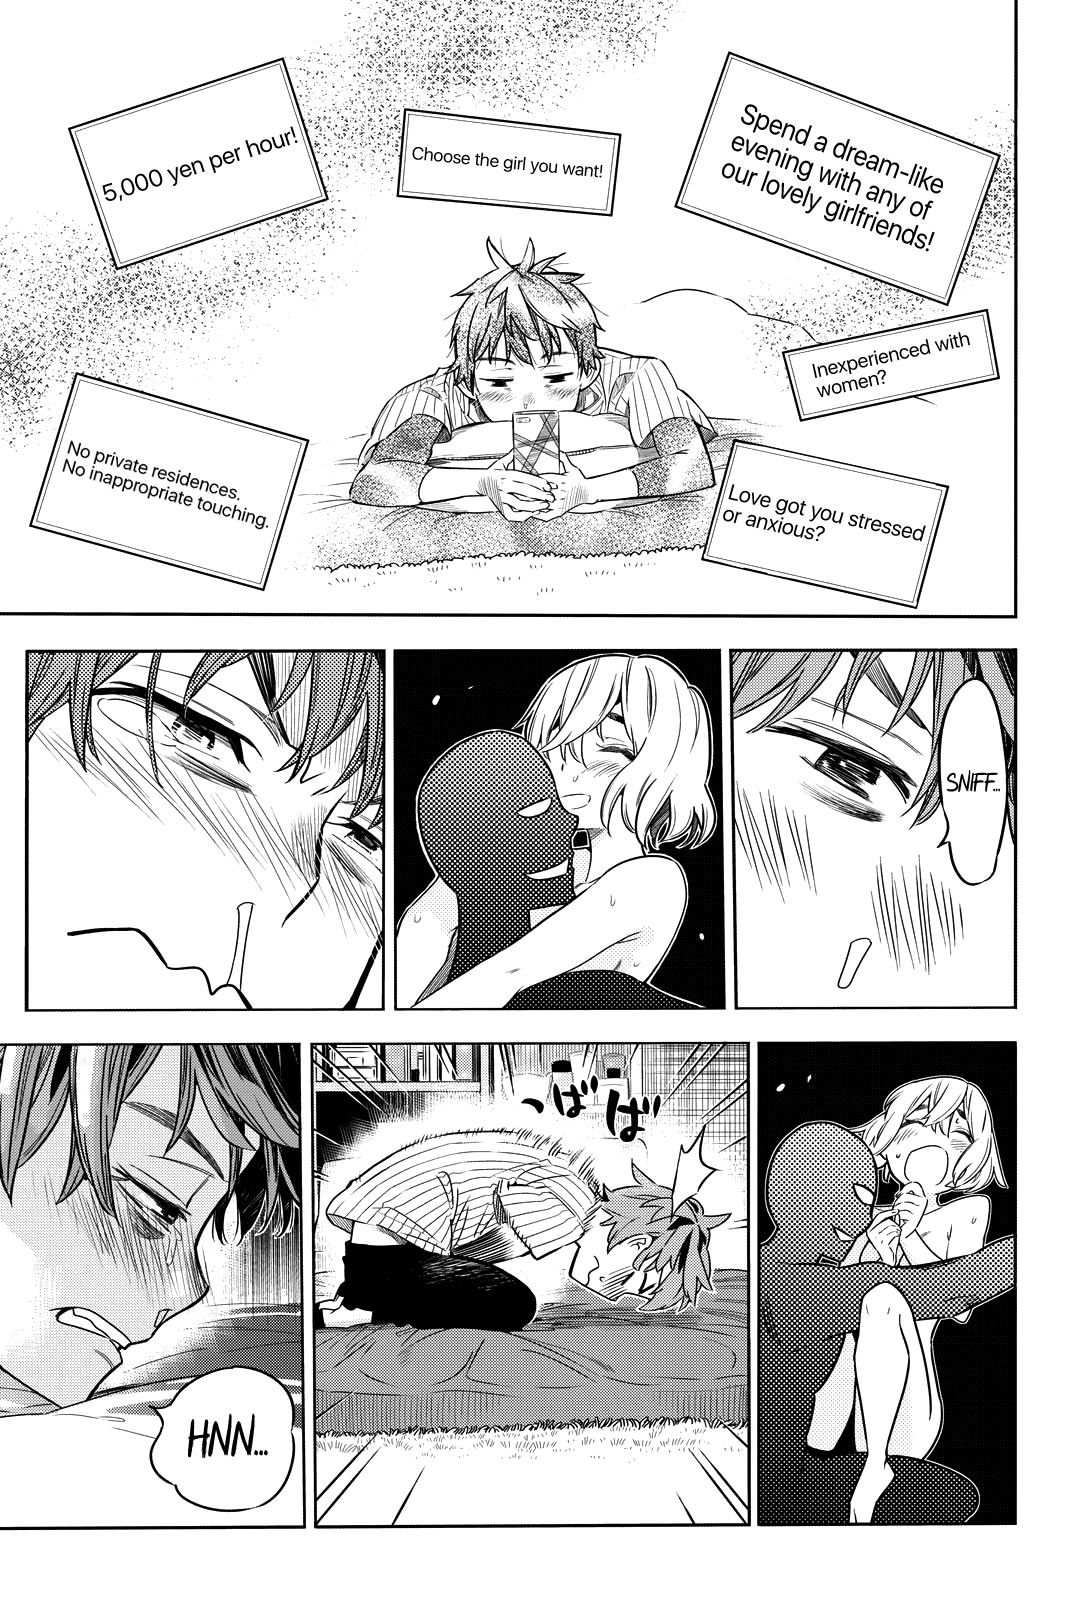 Spend a dream-like
evening with any of
our lovely girlfriends!
Choose the girl you want!
5,000 yen per hour!
Inexperienced with
women?
Love got you stressed
or anxious?
No private residences.
No inappropriate touching.
SNIFF...
っばば
HNN...